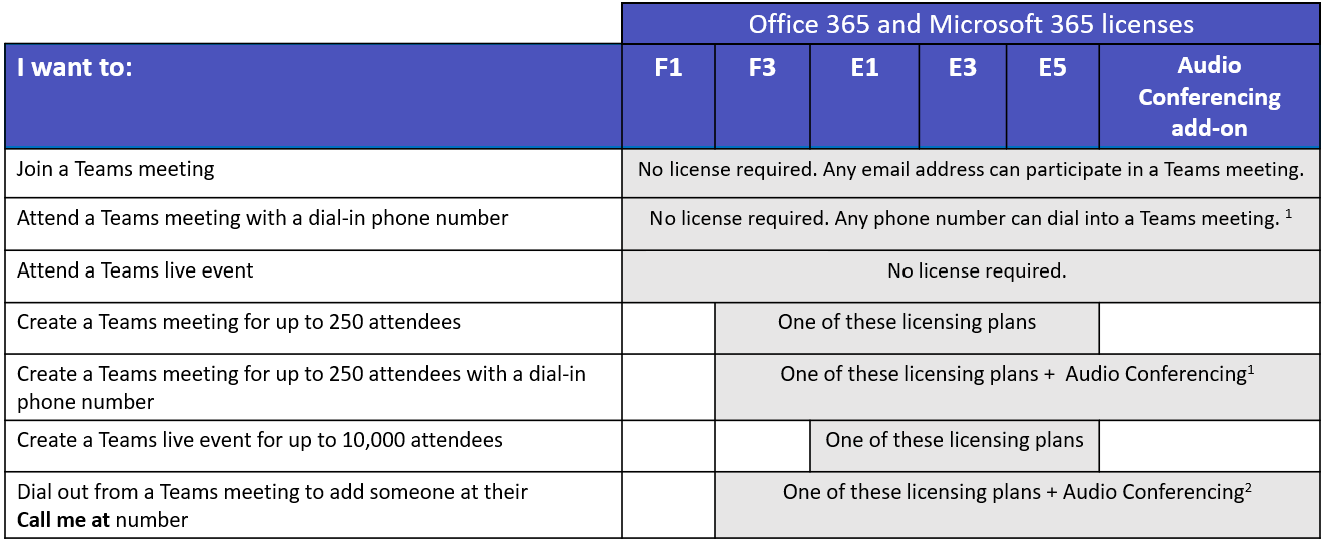 Office 365 and Microsoft 365 licenses
I want to:
F1
F3
E1
E3
E5
Audio
Conferencing
add-on
Join a Teams meeting
No license required. Any email address can participate in a Teams meeting.
Attend a Teams meeting with a dial-in phone number
No license required. Any phone number can dial into a Teams meeting. 1
Attend a Teams live event
No license required.
Create a Teams meeting for up to 250 attendees
One of these licensing plans
Create a Teams meeting for up to 250 attendees with a dial-in
phone number
One of these licensing plans + Audio Conferencing1
Create a Teams live event for up to 10,000 attendees
One of these licensing plans
Dial out from a Teams meeting to add someone at their
Call me at number
One of these licensing plans + Audio Conferencing2